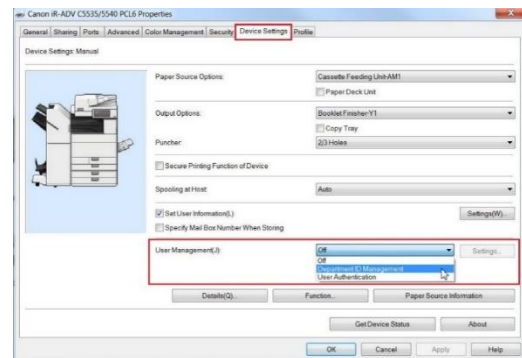 Canon iR-ADV C5535/5540 PCL6 Properties
General Sharing Ports Advanced Color Management Security Device Settings Profile
Device Settings: Manual
Paper Source Options: Cassette Feeding Unit-AM1
Paper Deck Unit
Output Options: Booklet Finisher-Y1
Copy Tray
Puncher: 2/3 Holes
Secure Printing Function of Device
Spooling at Host: Auto
Set User Information(L) Settings(W)...
Specify Mail Box Number When Storing
User Management(J): Off Settings...
Off
Department ID Management
User Authentication
Details(Q)... Function... Paper Source Information
Get Device Status About
OK Cancel Apply Help